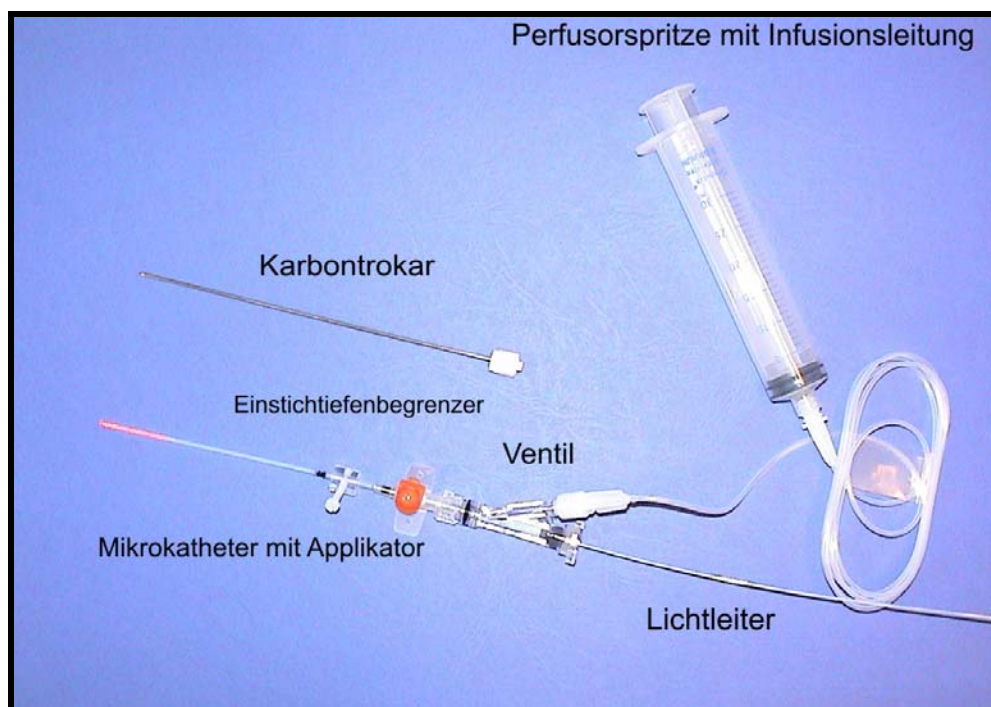 Perfusorspritze mit Infusionsleitung
Karbontrokar
Einstichtiefenbegrenzer
Ventil
Mikrokatheter mit Applikator
Lichtleiter